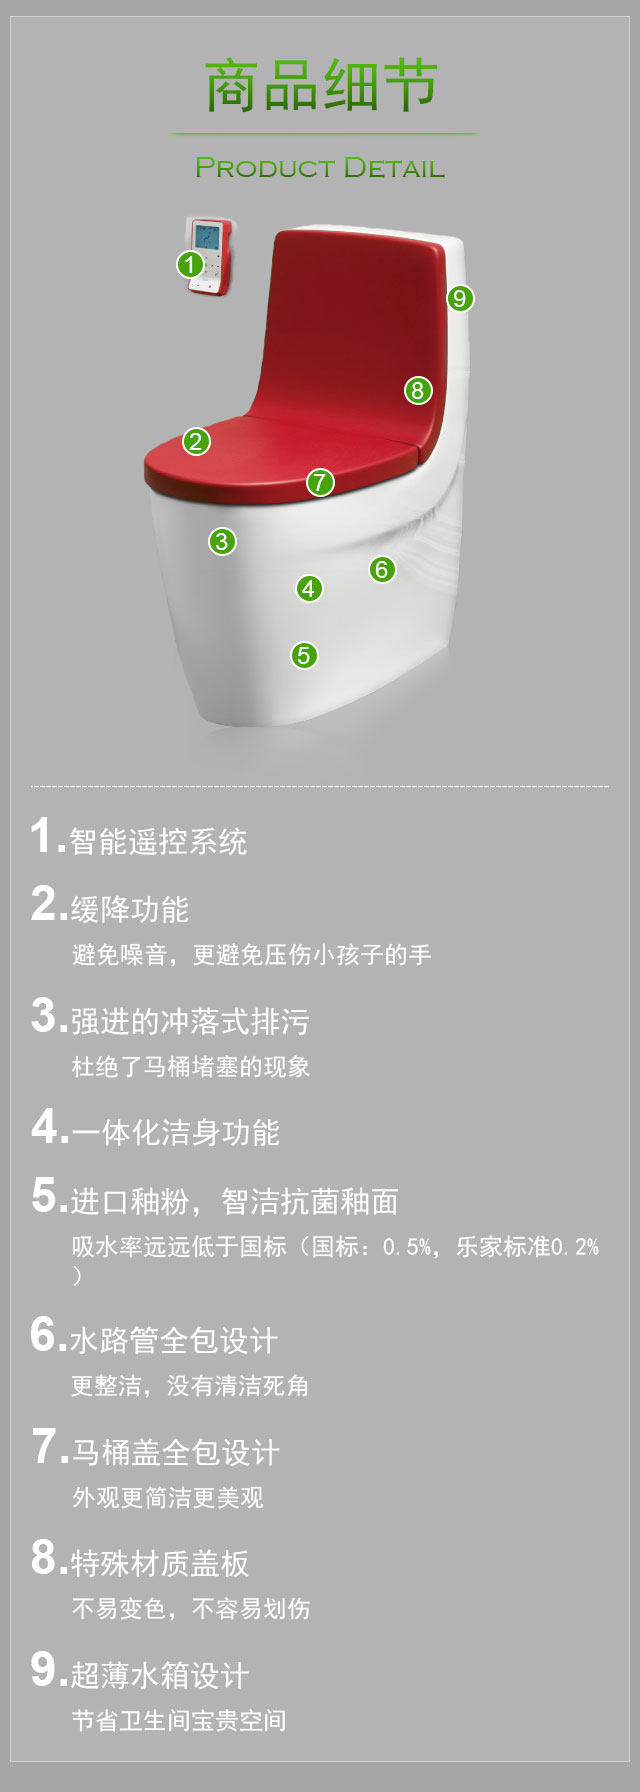 商品细节
PRODUCT DETAIL
1
9
8
2
7
3
6
4
5
1.智能遥控系统
2.缓降功能
避免噪音，更避免压伤小孩子的手
3.强进的冲落式排污
杜绝了马桶堵塞的现象
4.一体化洁身功能
5.进口釉粉，智洁抗菌釉面
吸水率远远低于国标（国标：0.5%，乐家标准0.2%
）
6.水路管全包设计
更整洁，没有清洁死角
7.马桶盖全包设计
外观更简洁更美观
8.特殊材质盖板
不易变色，不容易划伤
9.超薄水箱设计
节省卫生间宝贵空间